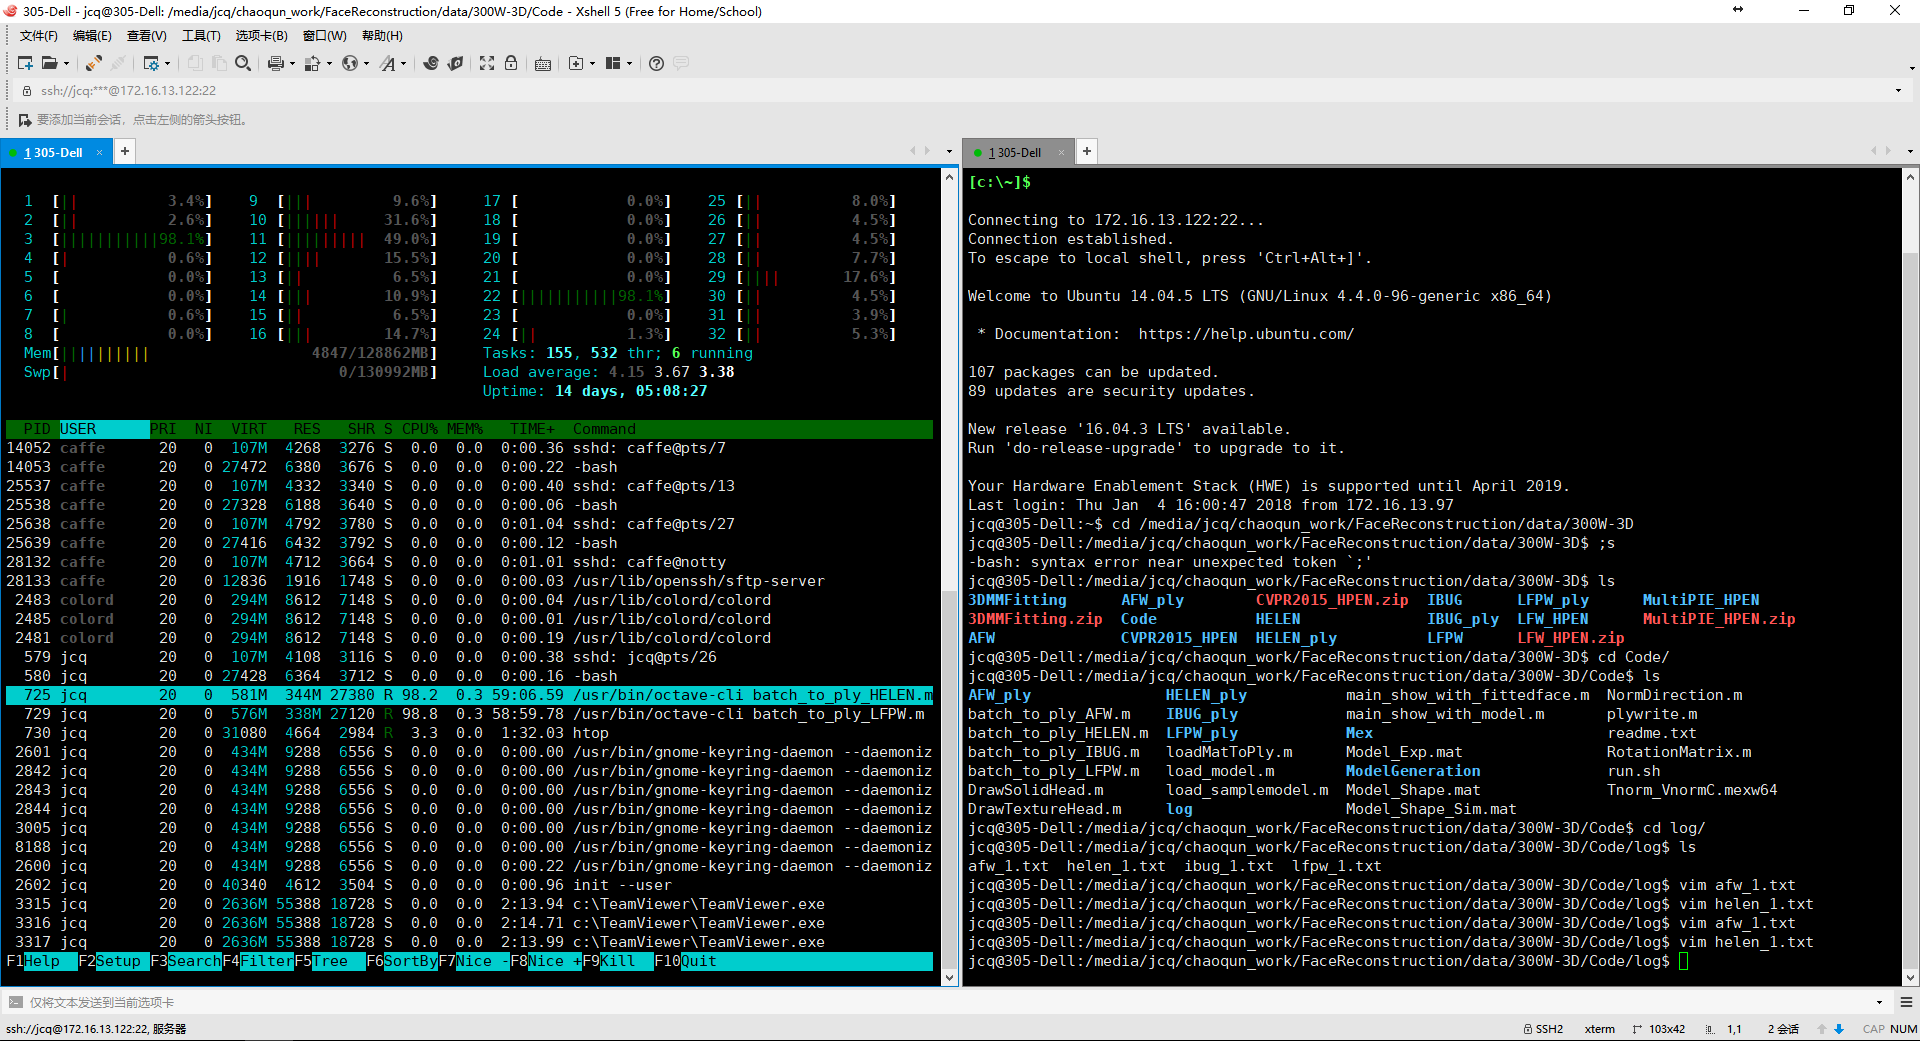 305-Dell - jcq@305-Dell: /media/jcq/chaoqun_work/FaceReconstruction/data/300W-3D/Code - Xshell 5 (Free for Home/School)
文件(F) 编辑(E) 查看(V) 工具(T) 选项卡(B) 窗口(W) 帮助(H)
ssh://jcq:***@172.16.13.122:22
要添加当前会话，点击左侧的箭头按钮。
1 305-Dell × +
1 [|| 3.4%] 9 [||| 9.6%] 17 [ 0.0%] 25 [|| 8.0%]
2 [|| 2.6%] 10 [|||||| 31.6%] 18 [ 0.0%] 26 [|| 4.5%]
3 [|||||||||||98.1%] 11 [||||||||| 49.0%] 19 [ 0.0%] 27 [|| 4.5%]
4 [| 0.6%] 12 [|||| 15.5%] 20 [ 0.0%] 28 [|| 7.7%]
5 [ 0.0%] 13 [|| 6.5%] 21 [ 0.0%] 29 [|||| 17.6%]
6 [ 0.0%] 14 [||| 10.9%] 22 [|||||||||||98.1%] 30 [|| 4.5%]
7 [| 0.6%] 15 [|| 6.5%] 23 [ 0.0%] 31 [|| 3.9%]
8 [ 0.0%] 16 [||| 14.7%] 24 [|| 1.3%] 32 [|| 5.3%]
Mem[|||||||||| 4847/128862MB] Tasks: 155, 532 thr; 6 running
Swp[| 0/130992MB] Load average: 4.15 3.67 3.38
Uptime: 14 days, 05:08:27
PID USER PRI NI VIRT RES SHR S CPU% MEM% TIME+ Command
14052 caffe 20 0 107M 4268 3276 S 0.0 0.0 0:00.36 sshd: caffe@pts/7
14053 caffe 20 0 27472 6380 3676 S 0.0 0.0 0:00.22 -bash
25537 caffe 20 0 107M 4332 3340 S 0.0 0.0 0:00.40 sshd: caffe@pts/13
25538 caffe 20 0 27328 6188 3640 S 0.0 0.0 0:00.06 -bash
25638 caffe 20 0 107M 4792 3780 S 0.0 0.0 0:01.04 sshd: caffe@pts/27
25639 caffe 20 0 27416 6432 3792 S 0.0 0.0 0:00.12 -bash
28132 caffe 20 0 107M 4712 3664 S 0.0 0.0 0:01.01 sshd: caffe@notty
28133 caffe 20 0 12836 1916 1748 S 0.0 0.0 0:00.03 /usr/lib/openssh/sftp-server
2483 colord 20 0 294M 8612 7148 S 0.0 0.0 0:00.04 /usr/lib/colord/colord
2485 colord 20 0 294M 8612 7148 S 0.0 0.0 0:00.01 /usr/lib/colord/colord
2481 colord 20 0 294M 8612 7148 S 0.0 0.0 0:00.19 /usr/lib/colord/colord
579 jcq 20 0 107M 4108 3116 S 0.0 0.0 0:00.38 sshd: jcq@pts/26
580 jcq 20 0 27428 6364 3712 S 0.0 0.0 0:00.16 -bash
725 jcq 20 0 581M 344M 27380 R 98.2 0.3 59:06.59 /usr/bin/octave-cli batch_to_ply_HELEN.m
729 jcq 20 0 576M 338M 27120 R 98.8 0.3 58:59.78 /usr/bin/octave-cli batch_to_ply_LFPW.m
730 jcq 20 0 31080 4664 2984 R 3.3 0.0 1:32.03 htop
2601 jcq 20 0 434M 9288 6556 S 0.0 0.0 0:00.00 /usr/bin/gnome-keyring-daemon --daemoniz
2842 jcq 20 0 434M 9288 6556 S 0.0 0.0 0:00.00 /usr/bin/gnome-keyring-daemon --daemoniz
2843 jcq 20 0 434M 9288 6556 S 0.0 0.0 0:00.00 /usr/bin/gnome-keyring-daemon --daemoniz
2844 jcq 20 0 434M 9288 6556 S 0.0 0.0 0:00.00 /usr/bin/gnome-keyring-daemon --daemoniz
3005 jcq 20 0 434M 9288 6556 S 0.0 0.0 0:00.00 /usr/bin/gnome-keyring-daemon --daemoniz
8188 jcq 20 0 434M 9288 6556 S 0.0 0.0 0:00.00 /usr/bin/gnome-keyring-daemon --daemoniz
2600 jcq 20 0 434M 9288 6556 S 0.0 0.0 0:00.22 /usr/bin/gnome-keyring-daemon --daemoniz
2602 jcq 20 0 40340 4612 3504 S 0.0 0.0 0:00.96 init --user
3315 jcq 20 0 2636M 55388 18728 S 0.0 0.0 2:13.94 c:\TeamViewer\TeamViewer.exe
3316 jcq 20 0 2636M 55388 18728 S 0.0 0.0 2:14.71 c:\TeamViewer\TeamViewer.exe
3317 jcq 20 0 2636M 55388 18728 S 0.0 0.0 2:13.99 c:\TeamViewer\TeamViewer.exe
F1Help F2Setup F3SearchF4FilterF5Tree F6SortByF7Nice -F8Nice +F9Kill F10Quit
1 305-Dell × +
[c:\~]$
Connecting to 172.16.13.122:22...
Connection established.
To escape to local shell, press 'Ctrl+Alt+]'.
Welcome to Ubuntu 14.04.5 LTS (GNU/Linux 4.4.0-96-generic x86_64)
* Documentation: https://help.ubuntu.com/
107 packages can be updated.
89 updates are security updates.
New release '16.04.3 LTS' available.
Run 'do-release-upgrade' to upgrade to it.
Your Hardware Enablement Stack (HWE) is supported until April 2019.
Last login: Thu Jan 4 16:00:47 2018 from 172.16.13.97
jcq@305-Dell:~$ cd /media/jcq/chaoqun_work/FaceReconstruction/data/300W-3D
jcq@305-Dell:/media/jcq/chaoqun_work/FaceReconstruction/data/300W-3D$ ;s
-bash: syntax error near unexpected token `;'
jcq@305-Dell:/media/jcq/chaoqun_work/FaceReconstruction/data/300W-3D$ ls
3DMMFitting AFW_ply CVPR2015_HPEN.zip IBUG LFPW_ply MultiPIE_HPEN
3DMMFitting.zip Code HELEN IBUG_ply LFW_HPEN MultiPIE_HPEN.zip
AFW CVPR2015_HPEN HELEN_ply LFPW LFW_HPEN.zip
jcq@305-Dell:/media/jcq/chaoqun_work/FaceReconstruction/data/300W-3D$ cd Code/
jcq@305-Dell:/media/jcq/chaoqun_work/FaceReconstruction/data/300W-3D/Code$ ls
AFW_ply HELEN_ply main_show_with_fittedface.m NormDirection.m
batch_to_ply_AFW.m IBUG_ply main_show_with_model.m plywrite.m
batch_to_ply_HELEN.m LFPW_ply Mex readme.txt
batch_to_ply_IBUG.m loadMatToPly.m Model_Exp.mat RotationMatrix.m
batch_to_ply_LFPW.m load_model.m ModelGeneration run.sh
DrawSolidHead.m load_samplemodel.m Model_Shape.mat Tnorm_VnormC.mexw64
DrawTextureHead.m log Model_Shape_Sim.mat
jcq@305-Dell:/media/jcq/chaoqun_work/FaceReconstruction/data/300W-3D/Code$ cd log/
jcq@305-Dell:/media/jcq/chaoqun_work/FaceReconstruction/data/300W-3D/Code/log$ ls
afw_1.txt helen_1.txt ibug_1.txt lfpw_1.txt
jcq@305-Dell:/media/jcq/chaoqun_work/FaceReconstruction/data/300W-3D/Code/log$ vim afw_1.txt
jcq@305-Dell:/media/jcq/chaoqun_work/FaceReconstruction/data/300W-3D/Code/log$ vim helen_1.txt
jcq@305-Dell:/media/jcq/chaoqun_work/FaceReconstruction/data/300W-3D/Code/log$ vim afw_1.txt
jcq@305-Dell:/media/jcq/chaoqun_work/FaceReconstruction/data/300W-3D/Code/log$ vim helen_1.txt
jcq@305-Dell:/media/jcq/chaoqun_work/FaceReconstruction/data/300W-3D/Code/log$
仅将文本发送到当前选项卡
ssh://jcq@172.16.13.122:22, 服务器 SSH2 xterm 103x42 1,1 2 会话 CAP NUM